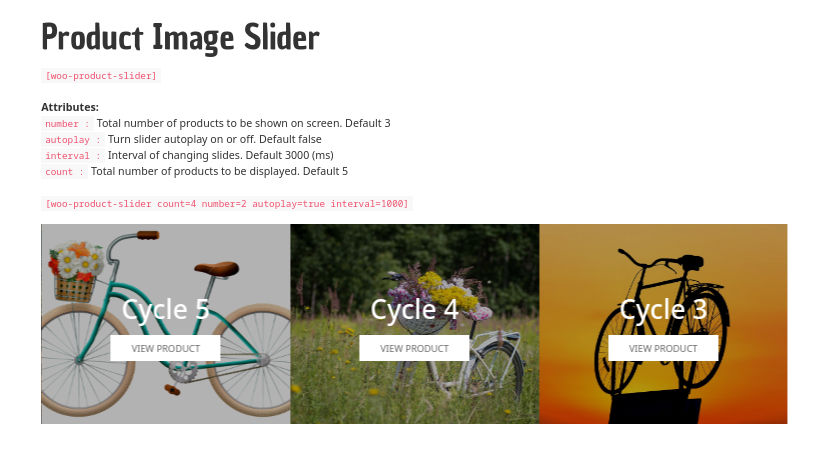 Product Image Slider
[woo-product-slider]
Attributes:
number : Total number of products to be shown on screen. Default 3
autoplay : Turn slider autoplay on or off. Default false
interval : Interval of changing slides. Default 3000 (ms)
count : Total number of products to be displayed. Default 5
[woo-product-slider count=4 number=2 autoplay=true interval=1000]
Cycle 5
VIEW PRODUCT
Cycle 4
VIEW PRODUCT
Cycle 3
VIEW PRODUCT